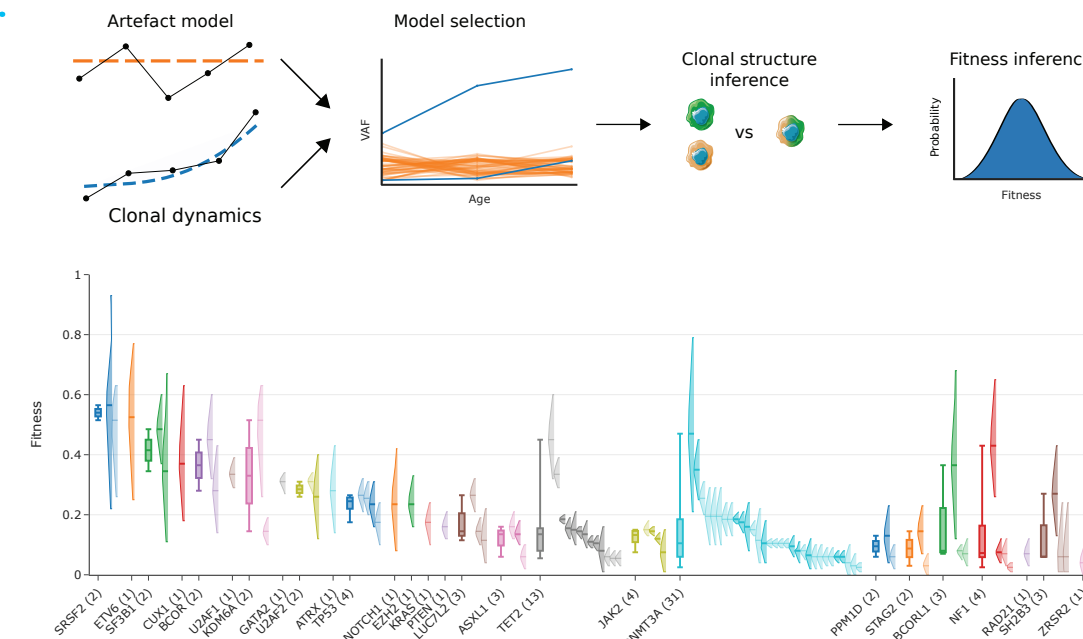 Artefact model
Model selection
Clonal structure
inference
Fitness inferenc
VAF
Age
vs
Probability
Fitness
Clonal dynamics
Fitness
1
0.8
0.6
0.4
0.2
0
SRSF2 (2)
ETV6 (1)
SF3B1 (2)
CUX1 (1)
BCOR (2)
U2AF1 (1)
KDM6A (2)
GATA2 (1)
U2AF2 (2)
ATRX (1)
TP53 (4)
NOTCH1 (1)
EZH2 (1)
KRAS (1)
PTEN (1)
LUC7L2 (3)
ASXL1 (3)
TET2 (13)
JAK2 (4)
NMT3A (31)
PPM1D (2)
STAG2 (2)
BCORL1 (3)
NF1 (4)
RAD21 (1)
SH2B3 (3)
ZRSR2 (1